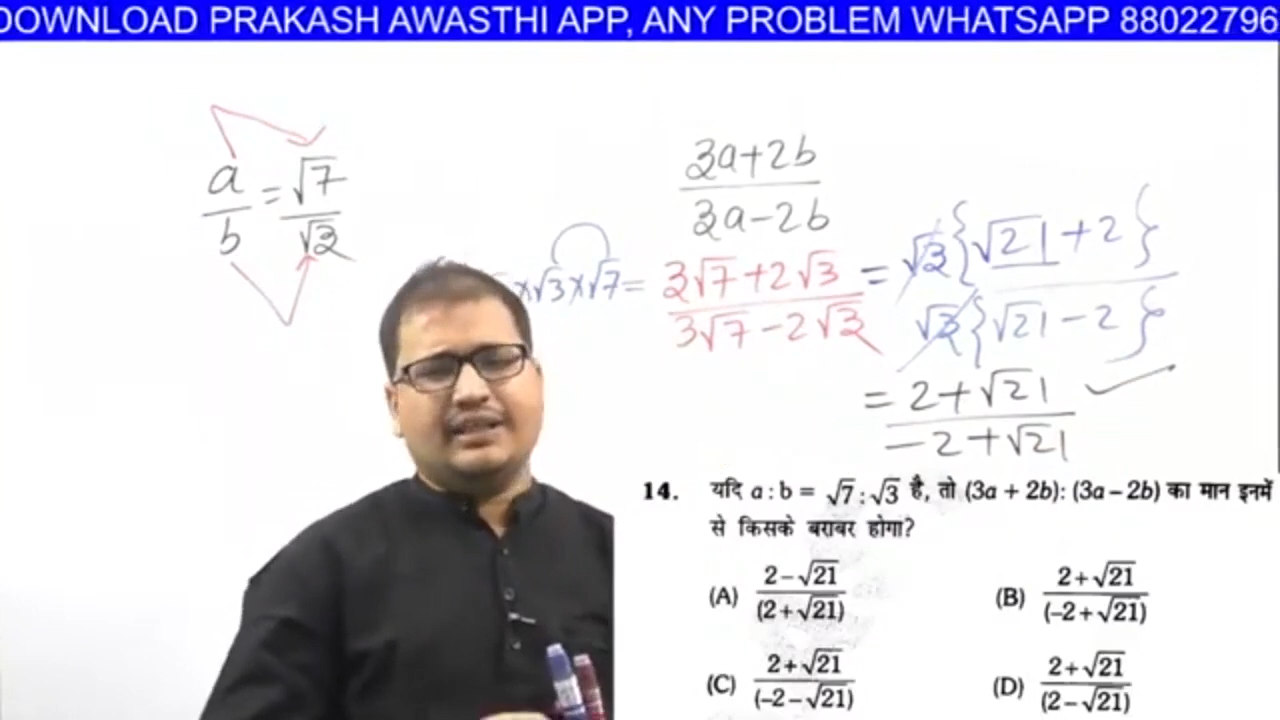 DOWNLOAD PRAKASH AWASTHI APP, ANY PROBLEM WHATSAPP 88022796
a/b = √7/√3
(3a+2b)/(3a-2b)
×√3×√7 = (3√7+2√3)/(3√7-2√3) = √3{√21+2}/√3{√21-2}
= (2+√21)/(-2+√21)
14. यदि a : b = √7 : √3 है, तो (3a + 2b) : (3a – 2b) का मान इनमें
से किसके बराबर होगा?
(A) 2–√21/(2+√21) (B) 2+√21/(–2+√21)
(C) 2+√21/(–2–√21) (D) 2+√21/(2–√21)